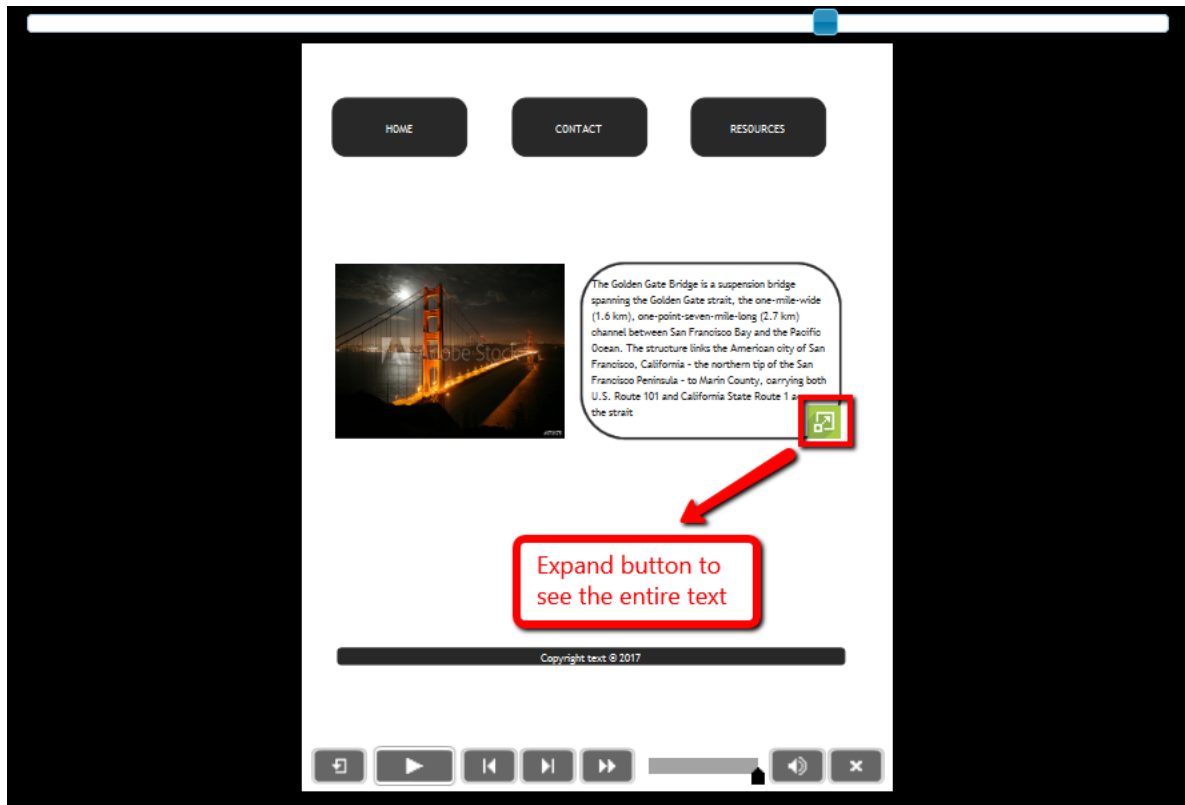 HOME
CONTACT
RESOURCES
Adobe Stock
The Golden Gate Bridge is a suspension bridge
spanning the Golden Gate strait, the one-mile-wide
(1.6 km), one-point-seven-mile-long (2.7 km)
channel between San Francisco Bay and the Pacific
Ocean. The structure links the American city of San
Francisco, California - the northern tip of the San
Francisco Peninsula - to Marin County, carrying both
U.S. Route 101 and California State Route 1
the strait
Expand button to
see the entire text
Copyright text © 2017